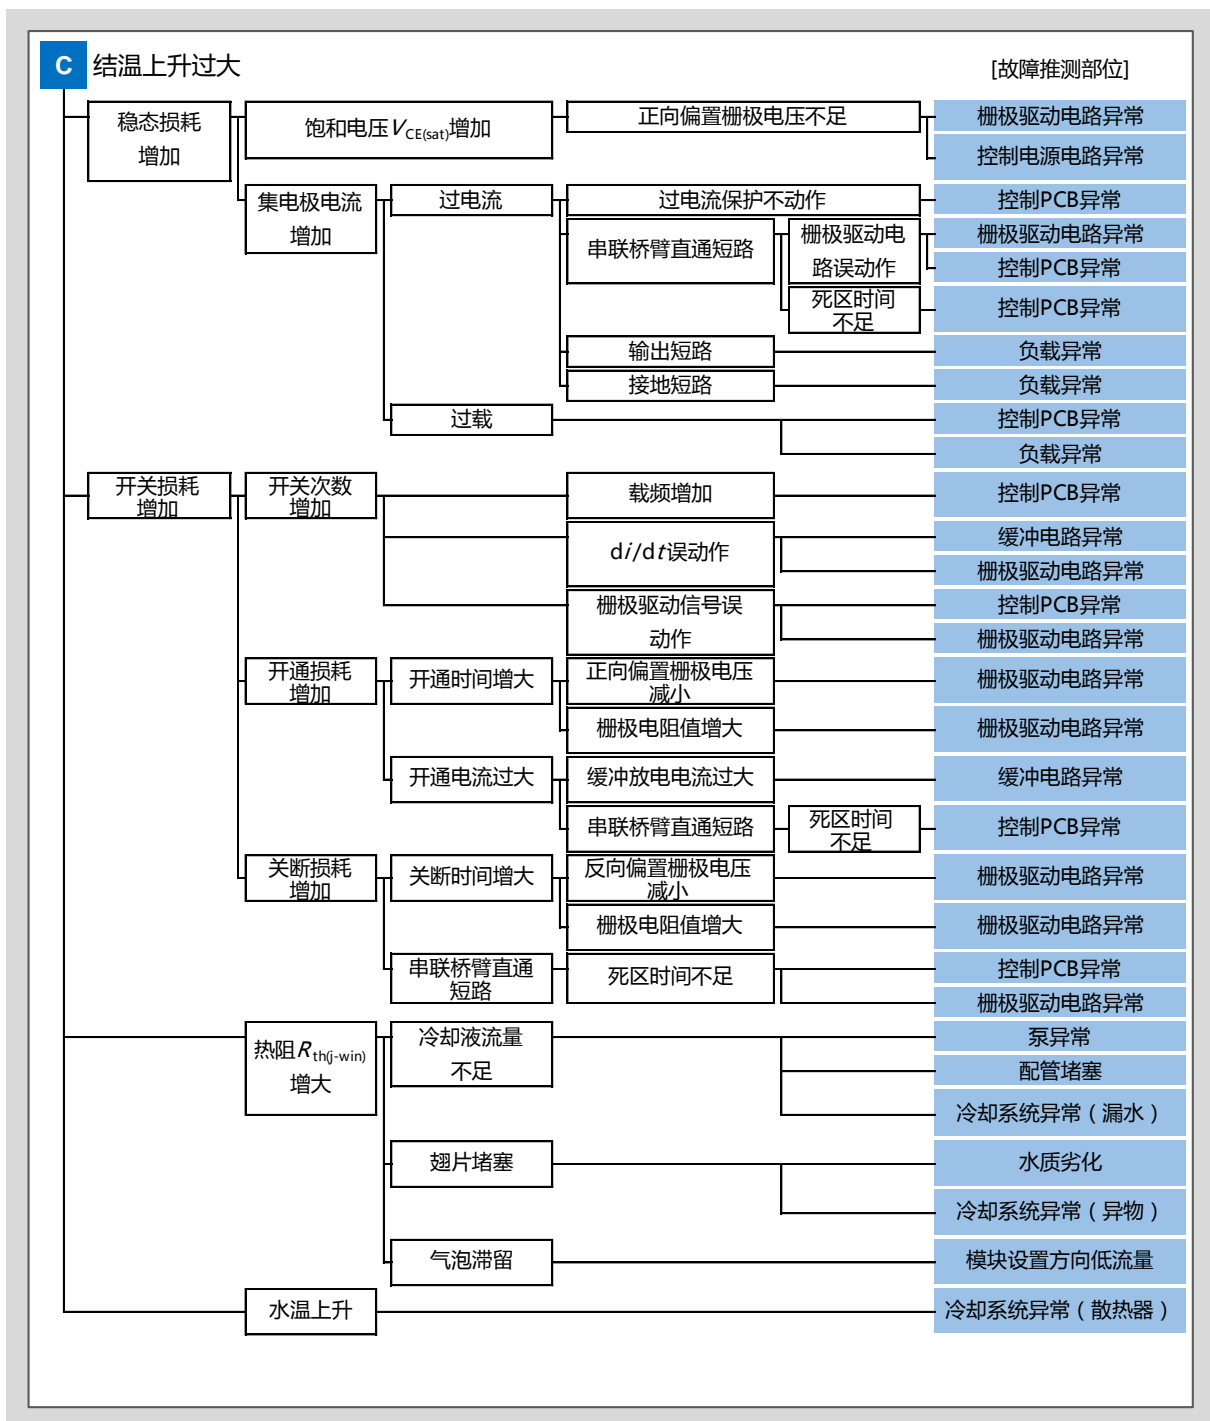 C 结温上升过大
[故障推测部位]
稳态损耗
增加
饱和电压VCE(sat)增加
正向偏置栅极电压不足
栅极驱动电路异常
控制电源电路异常
集电极电流
增加
过电流
过电流保护不动作
控制PCB异常
串联桥臂直通短路
栅极驱动电
路误动作
栅极驱动电路异常
控制PCB异常
死区时间
不足
控制PCB异常
输出短路
负载异常
接地短路
负载异常
过载
控制PCB异常
负载异常
开关损耗
增加
开关次数
增加
载频增加
控制PCB异常
di/dt误动作
缓冲电路异常
栅极驱动电路异常
栅极驱动信号误
动作
控制PCB异常
栅极驱动电路异常
开通损耗
增加
开通时间增大
正向偏置栅极电压
减小
栅极驱动电路异常
栅极电阻值增大
栅极驱动电路异常
开通电流过大
缓冲放电电流过大
缓冲电路异常
串联桥臂直通短路
死区时间
不足
控制PCB异常
关断损耗
增加
关断时间增大
反向偏置栅极电压
减小
栅极驱动电路异常
栅极电阻值增大
栅极驱动电路异常
串联桥臂直通
短路
死区时间不足
控制PCB异常
栅极驱动电路异常
热阻Rth(j-win)
增大
冷却液流量
不足
泵异常
配管堵塞
冷却系统异常（漏水）
翅片堵塞
水质劣化
冷却系统异常（异物）
气泡滞留
模块设置方向低流量
水温上升
冷却系统异常（散热器）